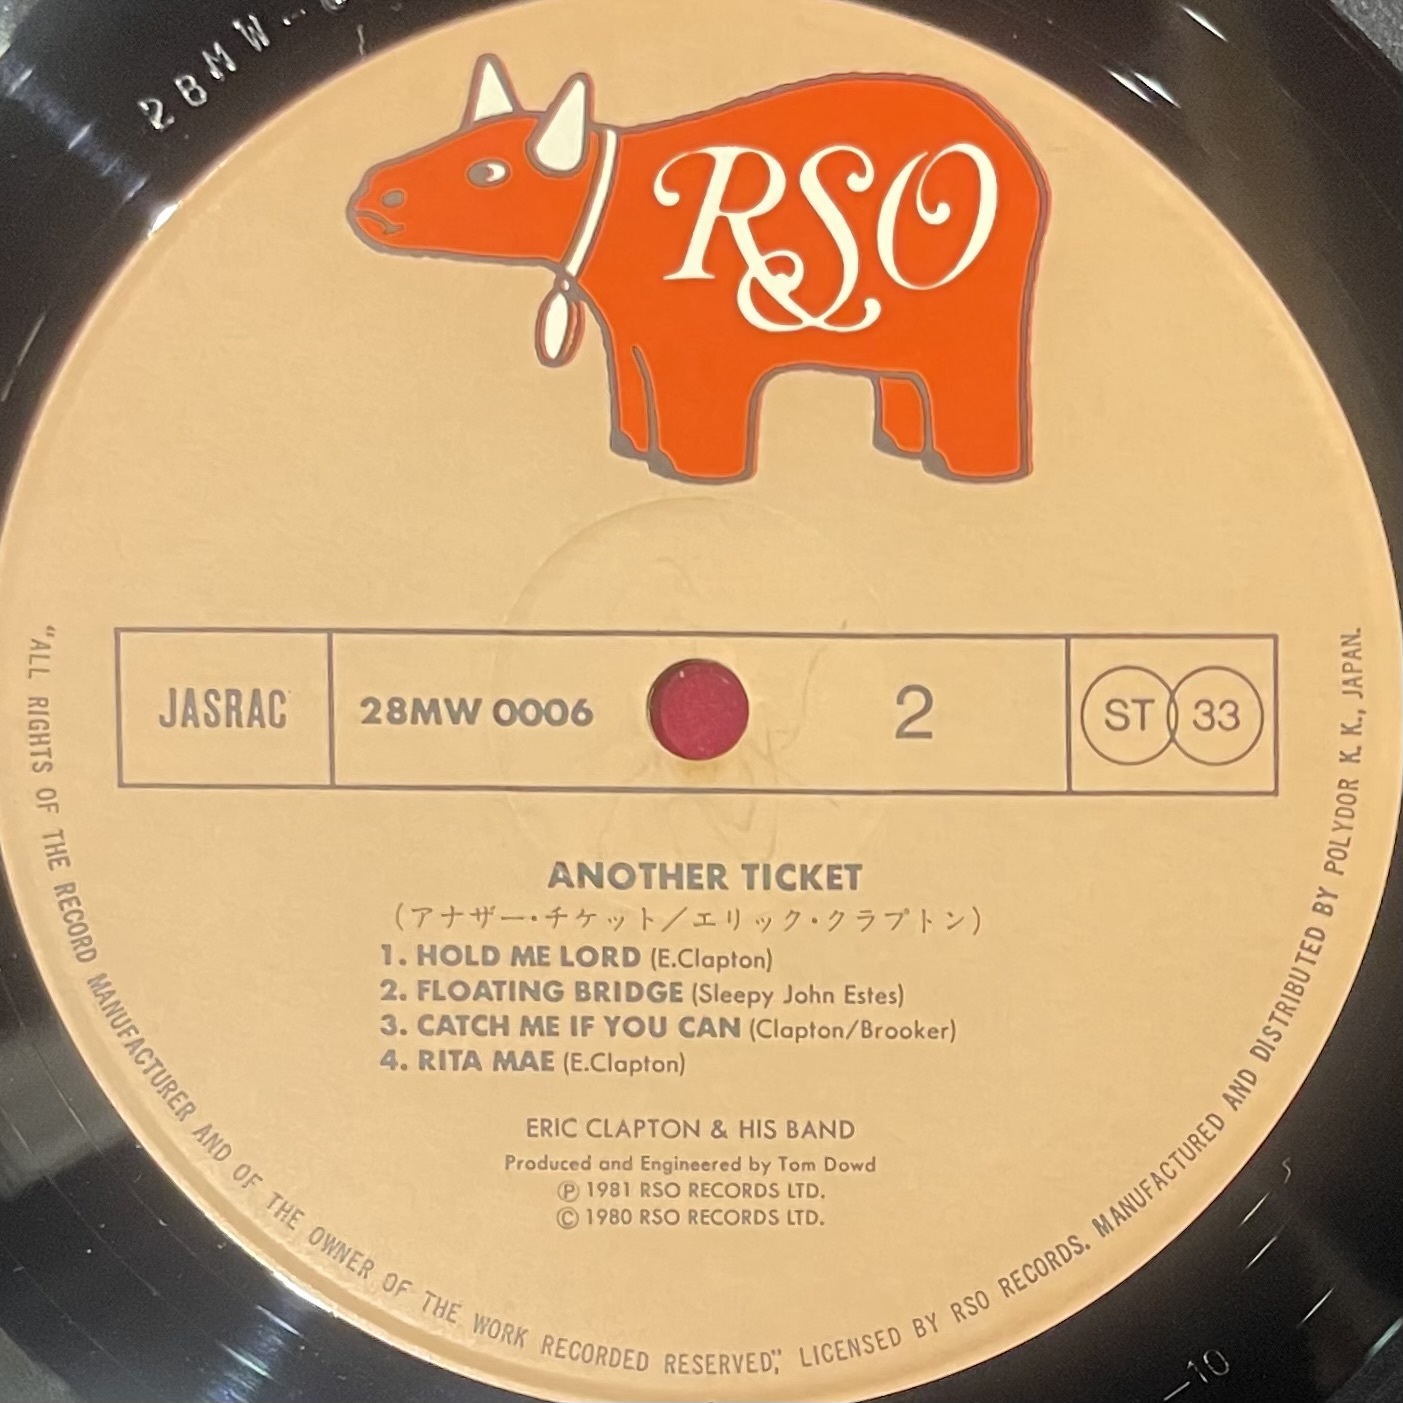 28MW
RSO
JASRAC
28MW 0006
2
ST 33
ANOTHER TICKET
(アナザー・チケット／エリック・クラプトン)
1. HOLD ME LORD (E.Clapton)
2. FLOATING BRIDGE (Sleepy John Estes)
3. CATCH ME IF YOU CAN (Clapton/Brooker)
4. RITA MAE (E.Clapton)
ERIC CLAPTON & HIS BAND
Produced and Engineered by Tom Dowd
Ⓟ 1981 RSO RECORDS LTD.
Ⓒ 1980 RSO RECORDS LTD.
"ALL RIGHTS OF THE RECORD MANUFACTURER AND OF THE OWNER OF THE WORK RECORDED RESERVED," LICENSED BY RSO RECORDS. MANUFACTURED AND DISTRIBUTED BY POLYDOR K. K., JAPAN.
—10